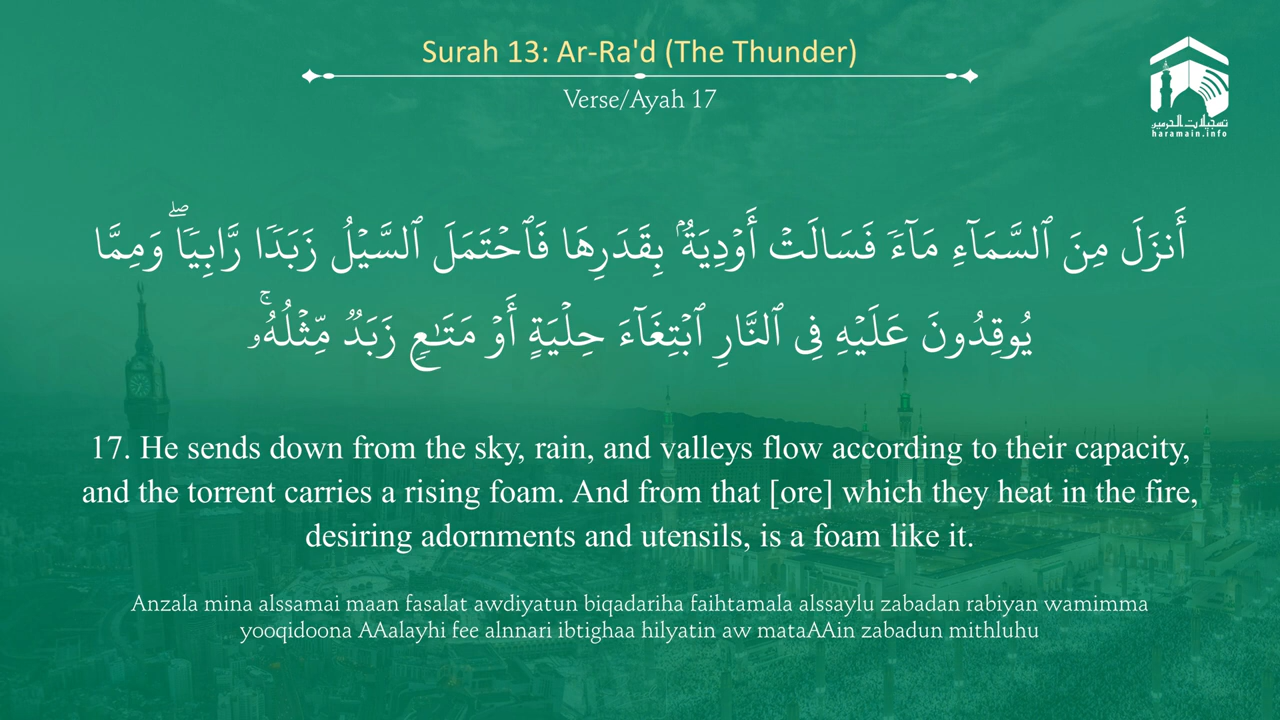 Surah 13: Ar-Ra'd (The Thunder)
Verse/Ayah 17
تسجيلات الحرمين
haramain.info
أَنزَلَ مِنَ ٱلسَّمَآءِ مَآءً فَسَالَتْ أَوْدِيَةٌۢ بِقَدَرِهَا فَٱحْتَمَلَ ٱلسَّيْلُ زَبَدًا رَّابِيًا ۖ وَمِمَّا
يُوقِدُونَ عَلَيْهِ فِى ٱلنَّارِ ٱبْتِغَآءَ حِلْيَةٍ أَوْ مَتَـٰعٍ زَبَدٌ مِّثْلُهُۥ ۚ
17. He sends down from the sky, rain, and valleys flow according to their capacity,
and the torrent carries a rising foam. And from that [ore] which they heat in the fire,
desiring adornments and utensils, is a foam like it.
Anzala mina alssamai maan fasalat awdiyatun biqadariha faihtamala alssaylu zabadan rabiyan wamimma
yooqidoona AAalayhi fee alnnari ibtighaa hilyatin aw mataAAin zabadun mithluhu